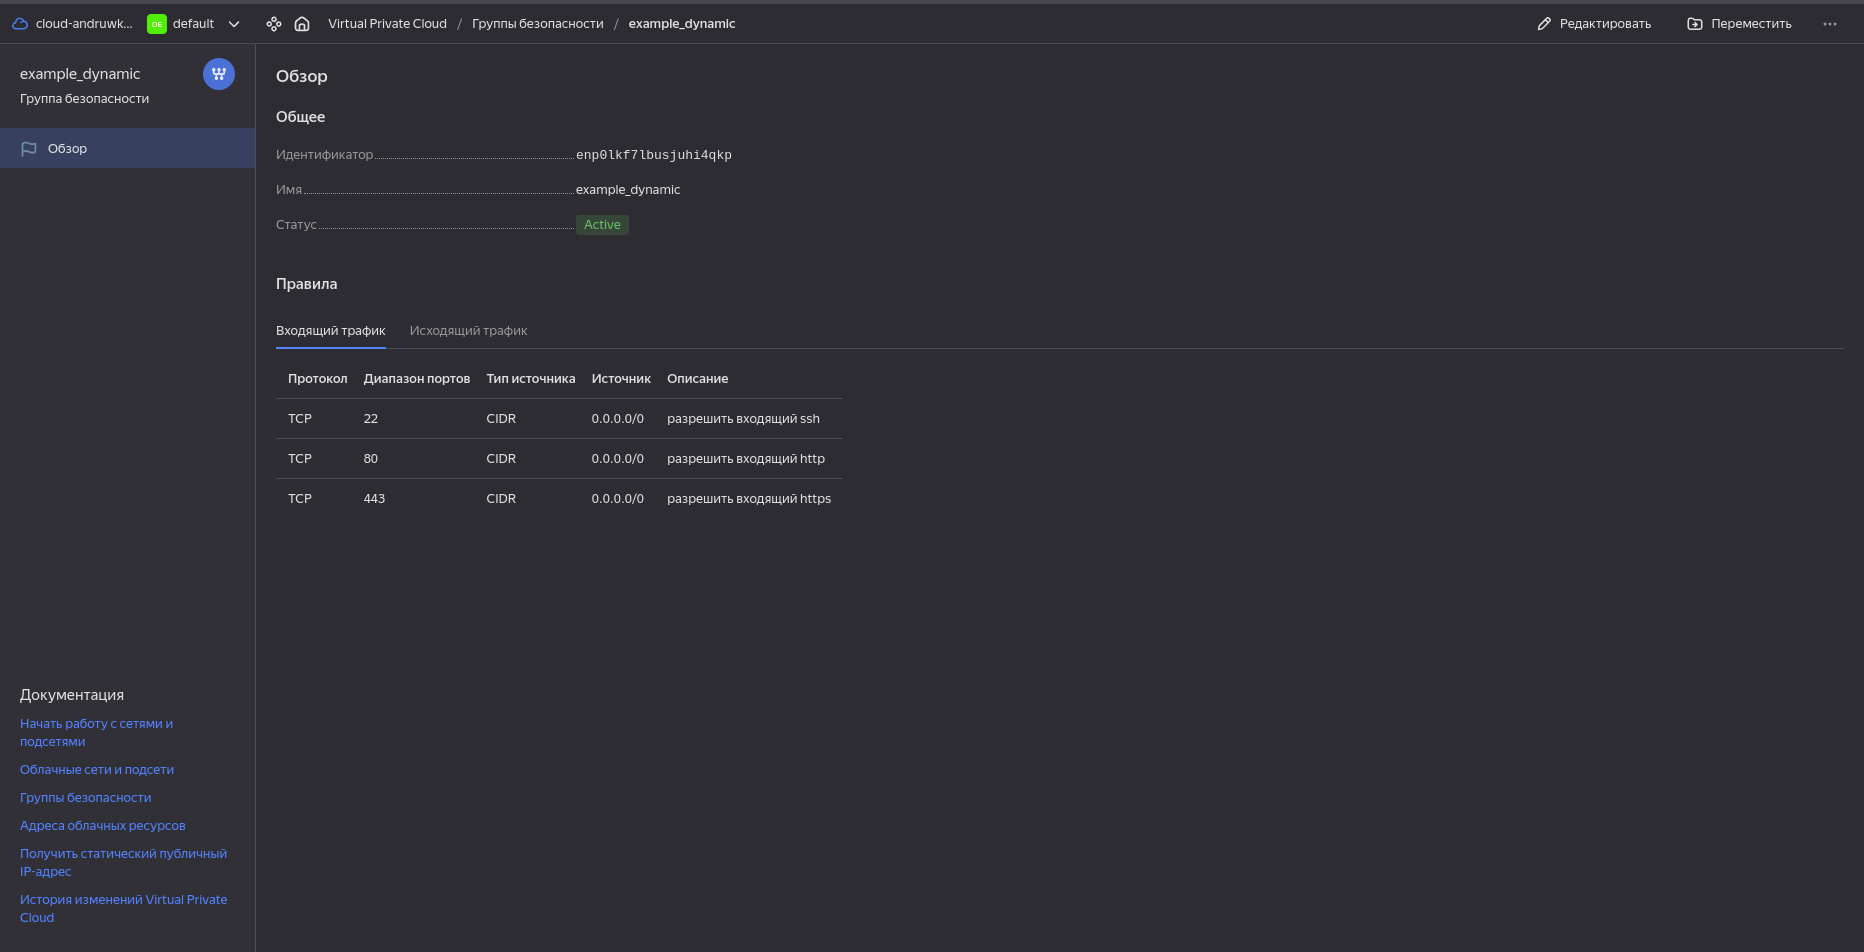 cloud-andruwk...
DE
default
Virtual Private Cloud / Группы безопасности / example_dynamic
Редактировать
Переместить
example_dynamic
Группа безопасности
Обзор
Документация
Начать работу с сетями и
подсетями
Облачные сети и подсети
Группы безопасности
Адреса облачных ресурсов
Получить статический публичный
IP-адрес
История изменений Virtual Private
Cloud
Обзор
Общее
Идентификатор enp0lkf7lbusjuhi4qkp
Имя example_dynamic
Статус Active
Правила
Входящий трафик Исходящий трафик
Протокол Диапазон портов Тип источника Источник Описание
TCP 22 CIDR 0.0.0.0/0 разрешить входящий ssh
TCP 80 CIDR 0.0.0.0/0 разрешить входящий http
TCP 443 CIDR 0.0.0.0/0 разрешить входящий https